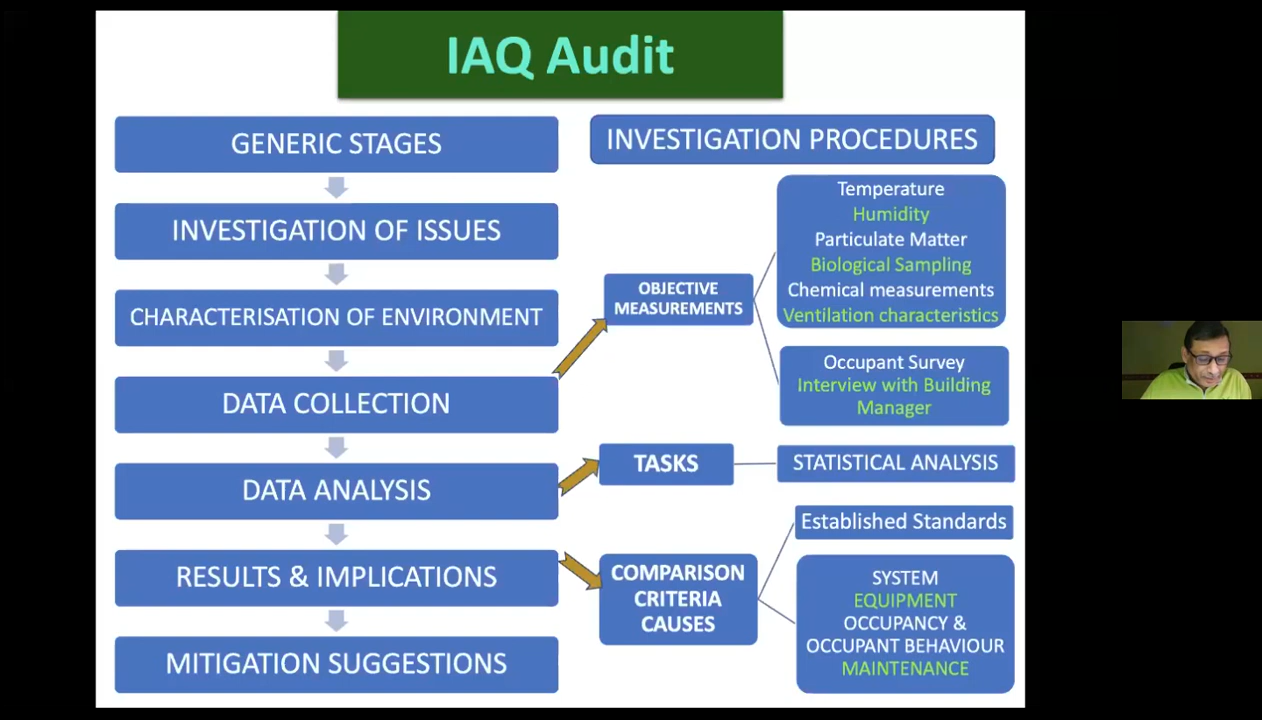 IAQ Audit
GENERIC STAGES
INVESTIGATION OF ISSUES
CHARACTERISATION OF ENVIRONMENT
DATA COLLECTION
DATA ANALYSIS
RESULTS & IMPLICATIONS
MITIGATION SUGGESTIONS
INVESTIGATION PROCEDURES
OBJECTIVE
MEASUREMENTS
Temperature
Humidity
Particulate Matter
Biological Sampling
Chemical measurements
Ventilation characteristics
Occupant Survey
Interview with Building
Manager
TASKS
STATISTICAL ANALYSIS
COMPARISON
CRITERIA
CAUSES
Established Standards
SYSTEM
EQUIPMENT
OCCUPANCY &
OCCUPANT BEHAVIOUR
MAINTENANCE